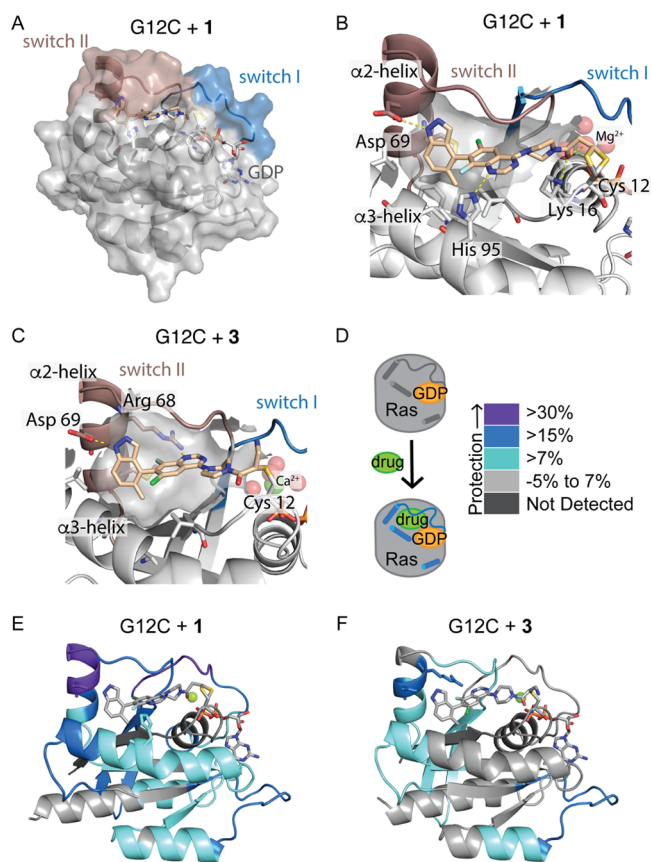 A
G12C + 1
switch II
switch I
GDP
B
G12C + 1
α2-helix
switch II
switch I
Asp 69
Mg²⁺
Cys 12
Lys 16
α3-helix
His 95
C
G12C + 3
α2-helix
switch II
Arg 68
Asp 69
switch I
Ca²⁺
Cys 12
α3-helix
D
Ras
GDP
drug
drug
GDP
Ras
Protection →
>30%
>15%
>7%
-5% to 7%
Not Detected
E
G12C + 1
F
G12C + 3